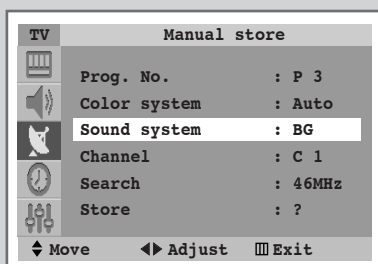 TV Manual store
Prog. No. : P 3
Color system : Auto
Sound system : BG
Channel : C 1
Search : 46MHz
Store : ?
Move Adjust Exit